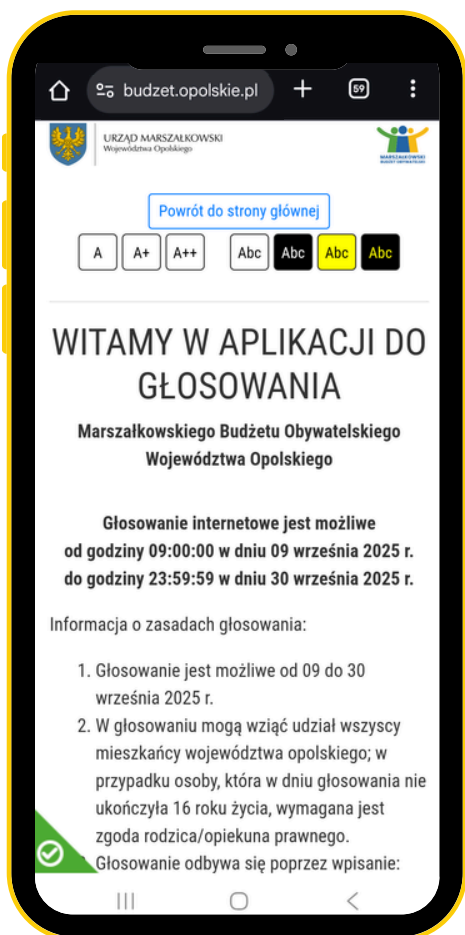 budzet.opolskie.pl
59
URZĄD MARSZAŁKOWSKI
Województwa Opolskiego
MARSZAŁKOWSKI
BUDŻET OBYWATELSKI
Powrót do strony głównej
A A+ A++ Abc Abc Abc Abc
WITAMY W APLIKACJI DO
GŁOSOWANIA
Marszałkowskiego Budżetu Obywatelskiego
Województwa Opolskiego
Głosowanie internetowe jest możliwe
od godziny 09:00:00 w dniu 09 września 2025 r.
do godziny 23:59:59 w dniu 30 września 2025 r.
Informacja o zasadach głosowania:
1. Głosowanie jest możliwe od 09 do 30
września 2025 r.
2. W głosowaniu mogą wziąć udział wszyscy
mieszkańcy województwa opolskiego; w
przypadku osoby, która w dniu głosowania nie
ukończyła 16 roku życia, wymagana jest
zgoda rodzica/opiekuna prawnego.
Głosowanie odbywa się poprzez wpisanie: